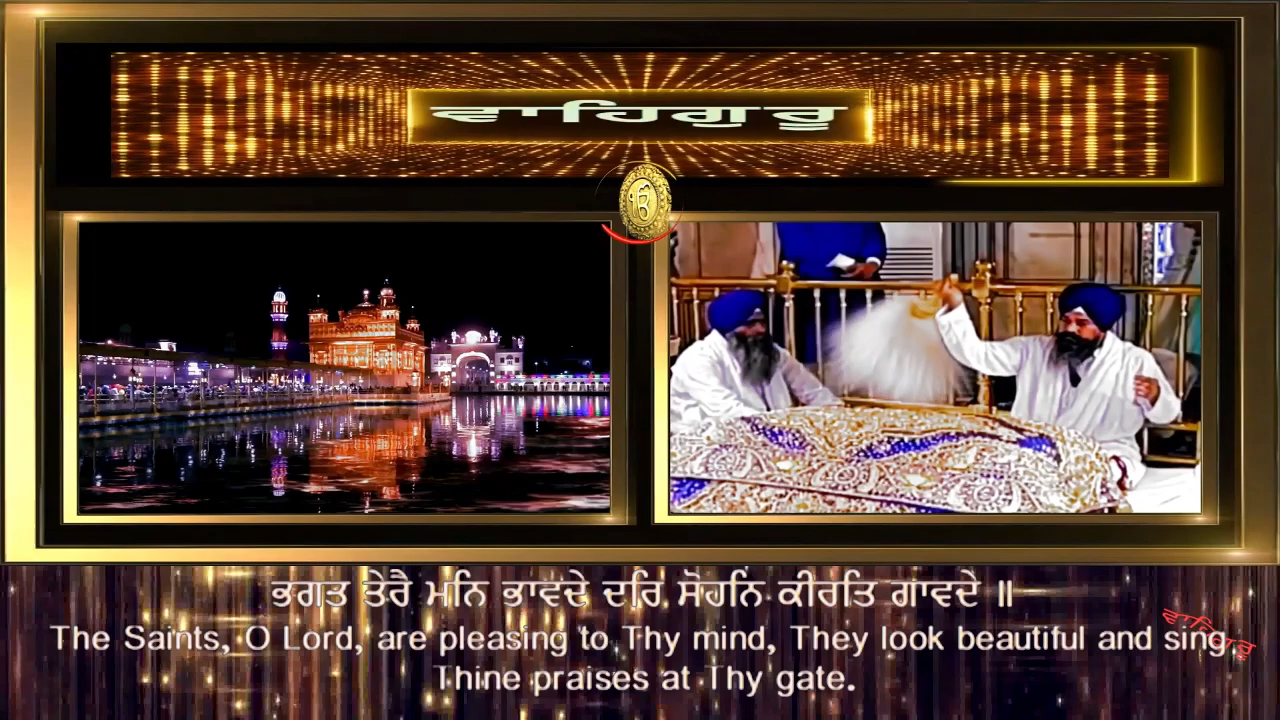 ਵਾਹਿਗੁਰੂ
ੴ
ਭਗਤ ਤੇਰੈ ਮਨਿ ਭਾਵਦੇ ਦਰਿ ਸੋਹਨਿ ਕੀਰਤਿ ਗਾਵਦੇ ॥
The Saints, O Lord, are pleasing to Thy mind, They look beautiful and sing
Thine praises at Thy gate.
ਵਾਹਿਗੁਰੂ